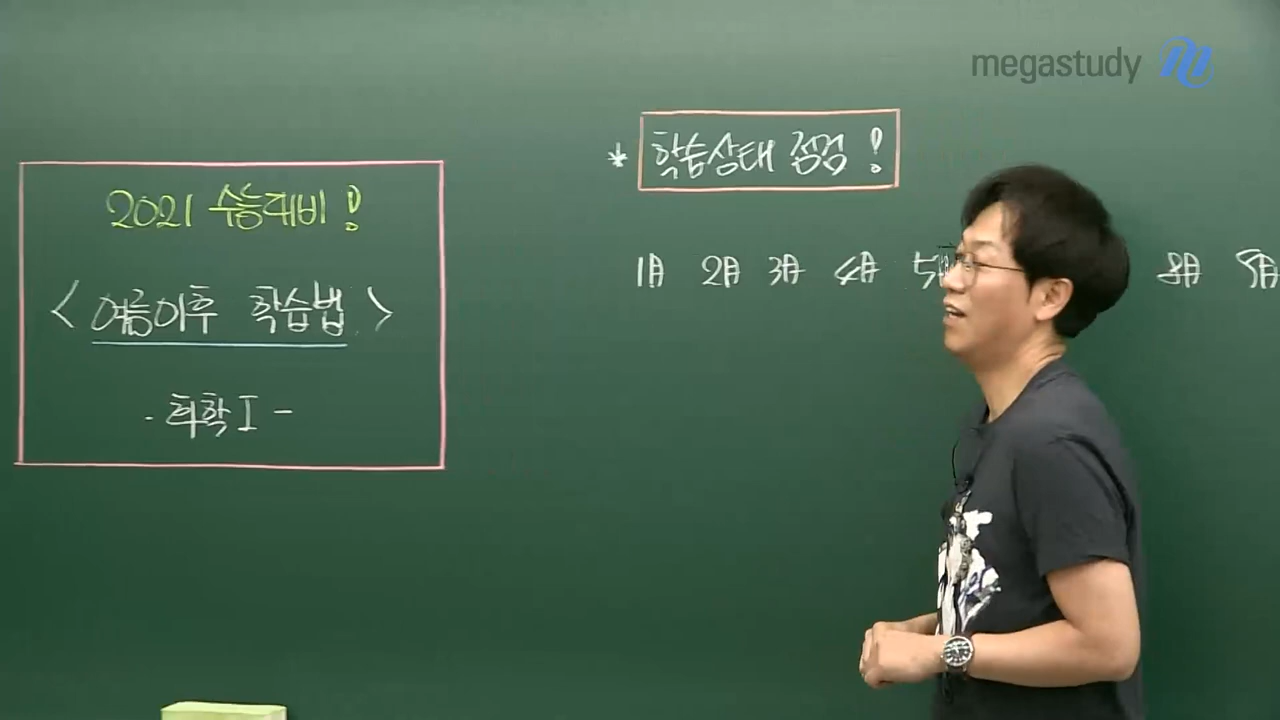 megastudy
2021 수능대비!
<여름이후 학습법>
- 화학 I -
* 학습상태 점검!
1月 2月 3月 4月 5月 8月 9月